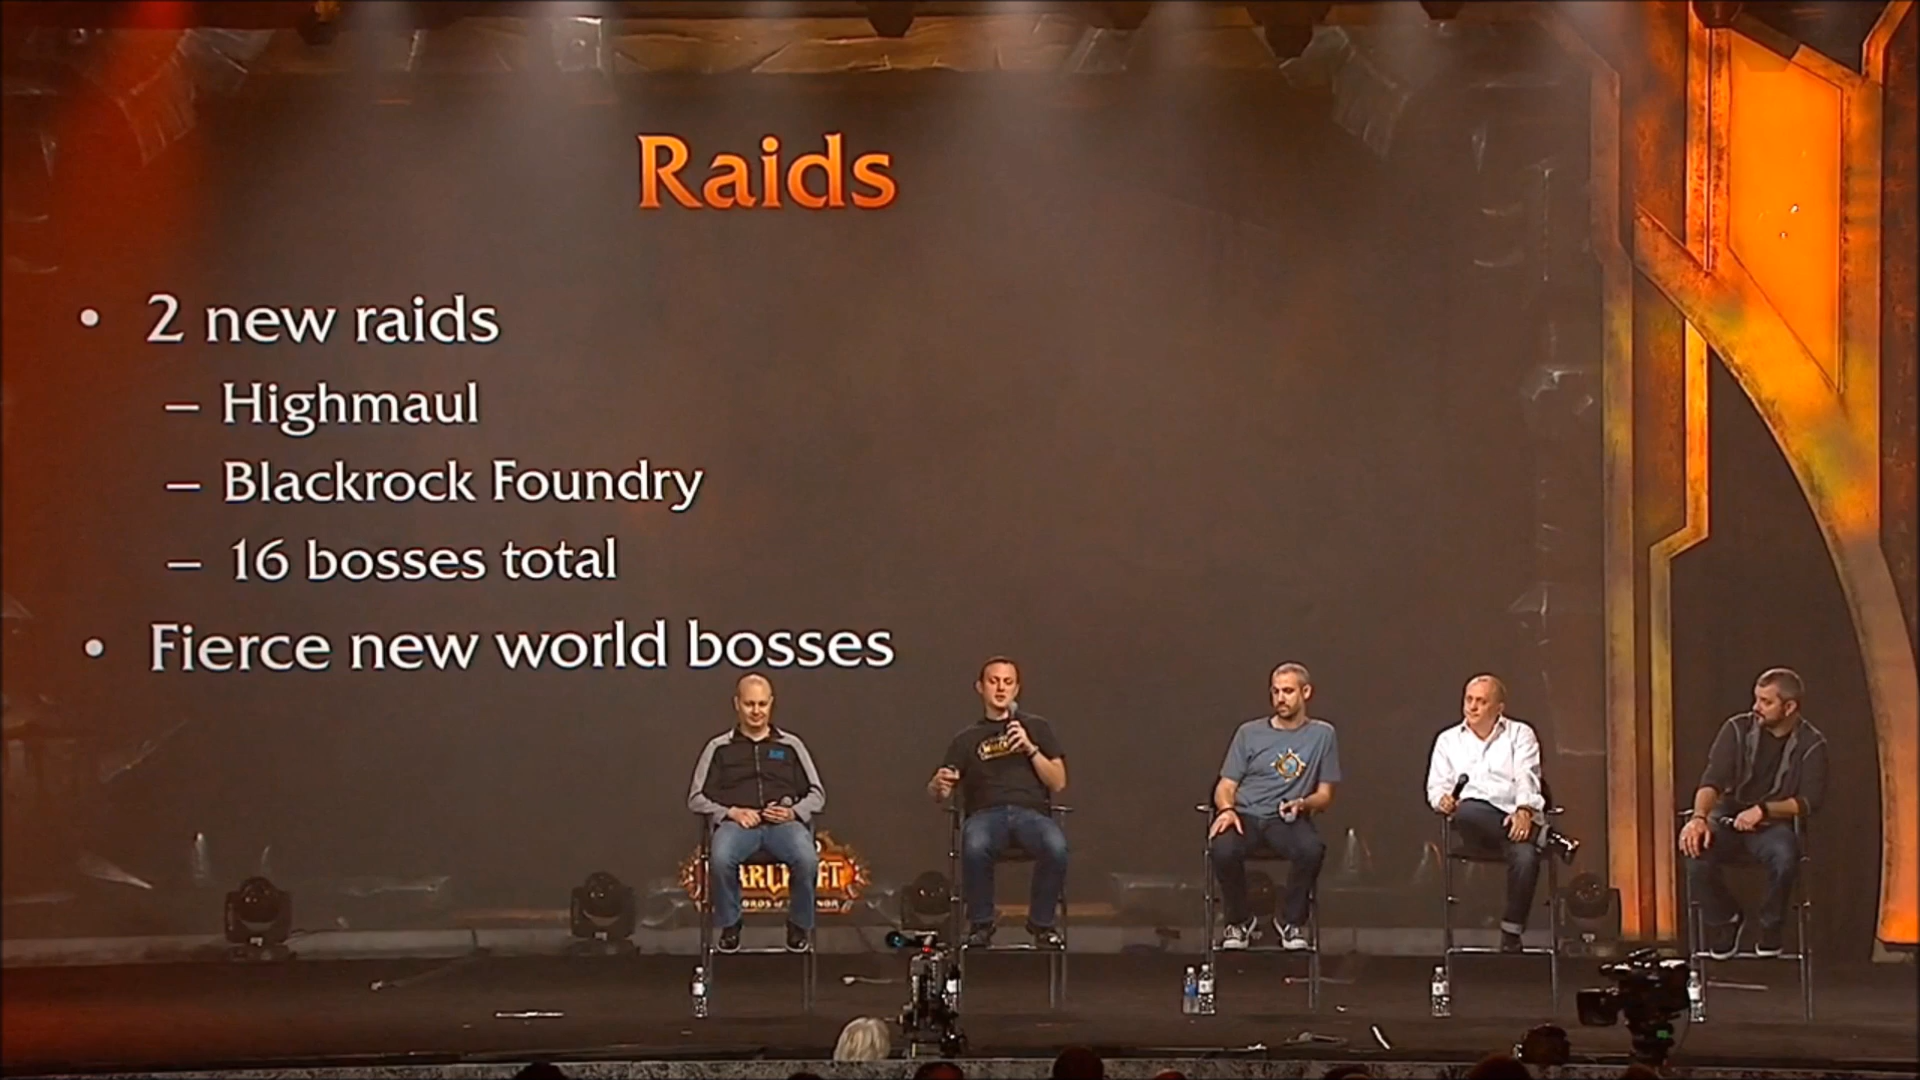 Raids
• 2 new raids
– Highmaul
– Blackrock Foundry
– 16 bosses total
• Fierce new world bosses